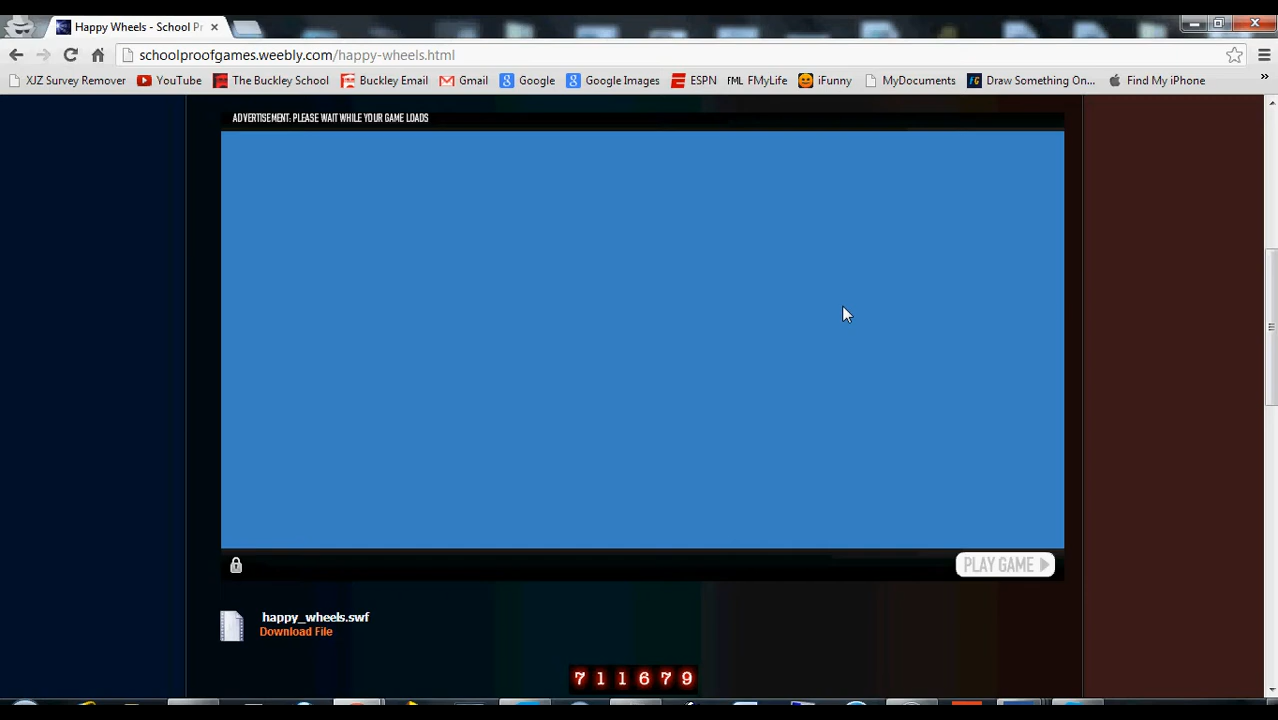 Happy Wheels - School Pr
schoolproofgames.weebly.com/happy-wheels.html
XJZ Survey Remover YouTube The Buckley School Buckley Email Gmail Google Google Images ESPN FML FMyLife iFunny MyDocuments Draw Something On... Find My iPhone »
ADVERTISEMENT: PLEASE WAIT WHILE YOUR GAME LOADS
PLAY GAME
happy_wheels.swf
Download File
711679